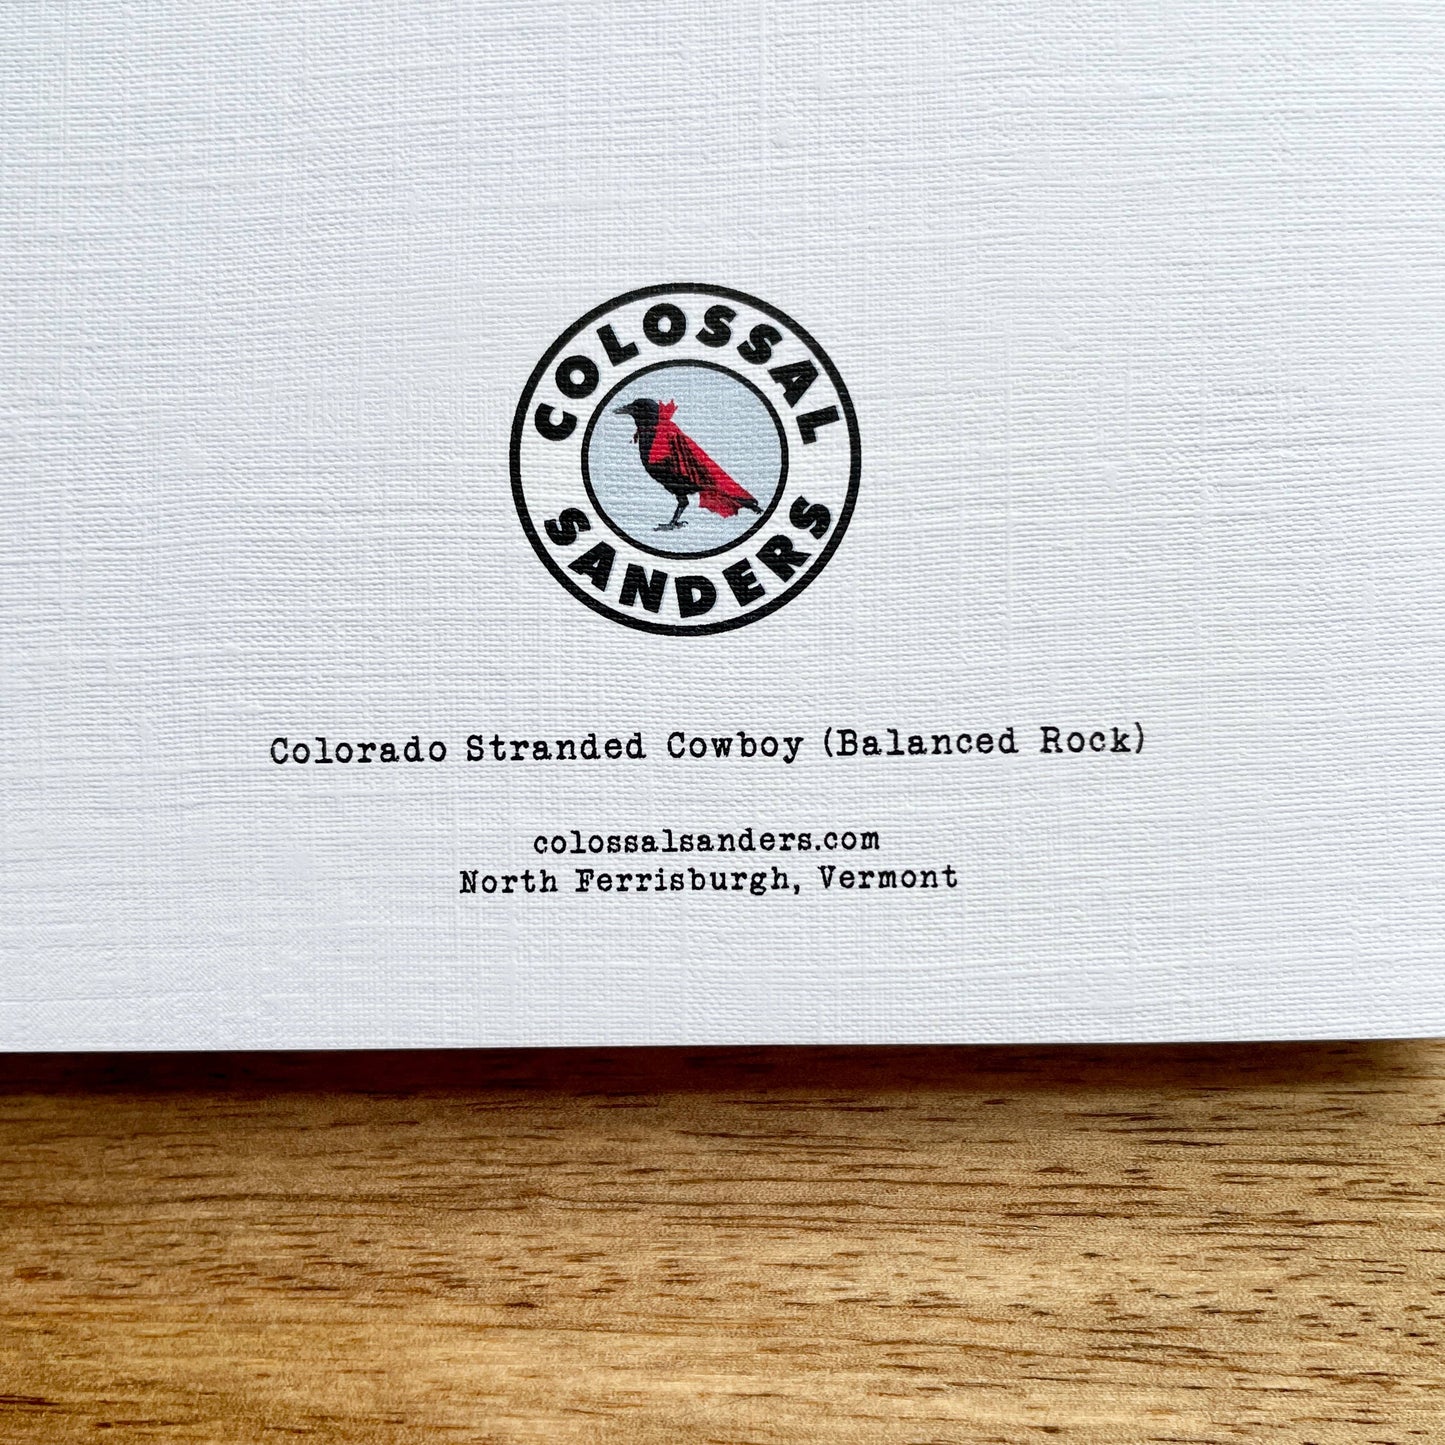 COLOSSAL
SANDERS
Colorado Stranded Cowboy (Balanced Rock)
colossalsanders.com
North Ferrisburgh, Vermont